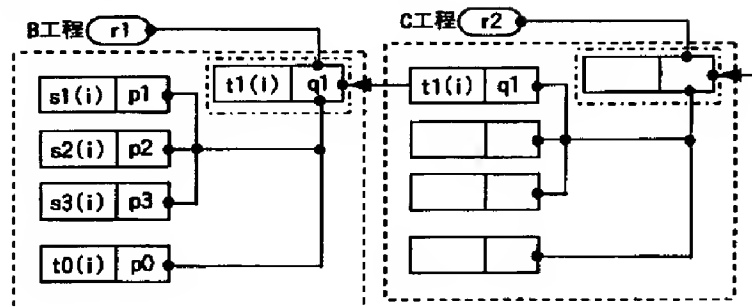 B工程 r1
C工程 r2
t1(i) q1
s1(i) p1
t1(i) q1
s2(i) p2
s3(i) p3
t0(i) p0